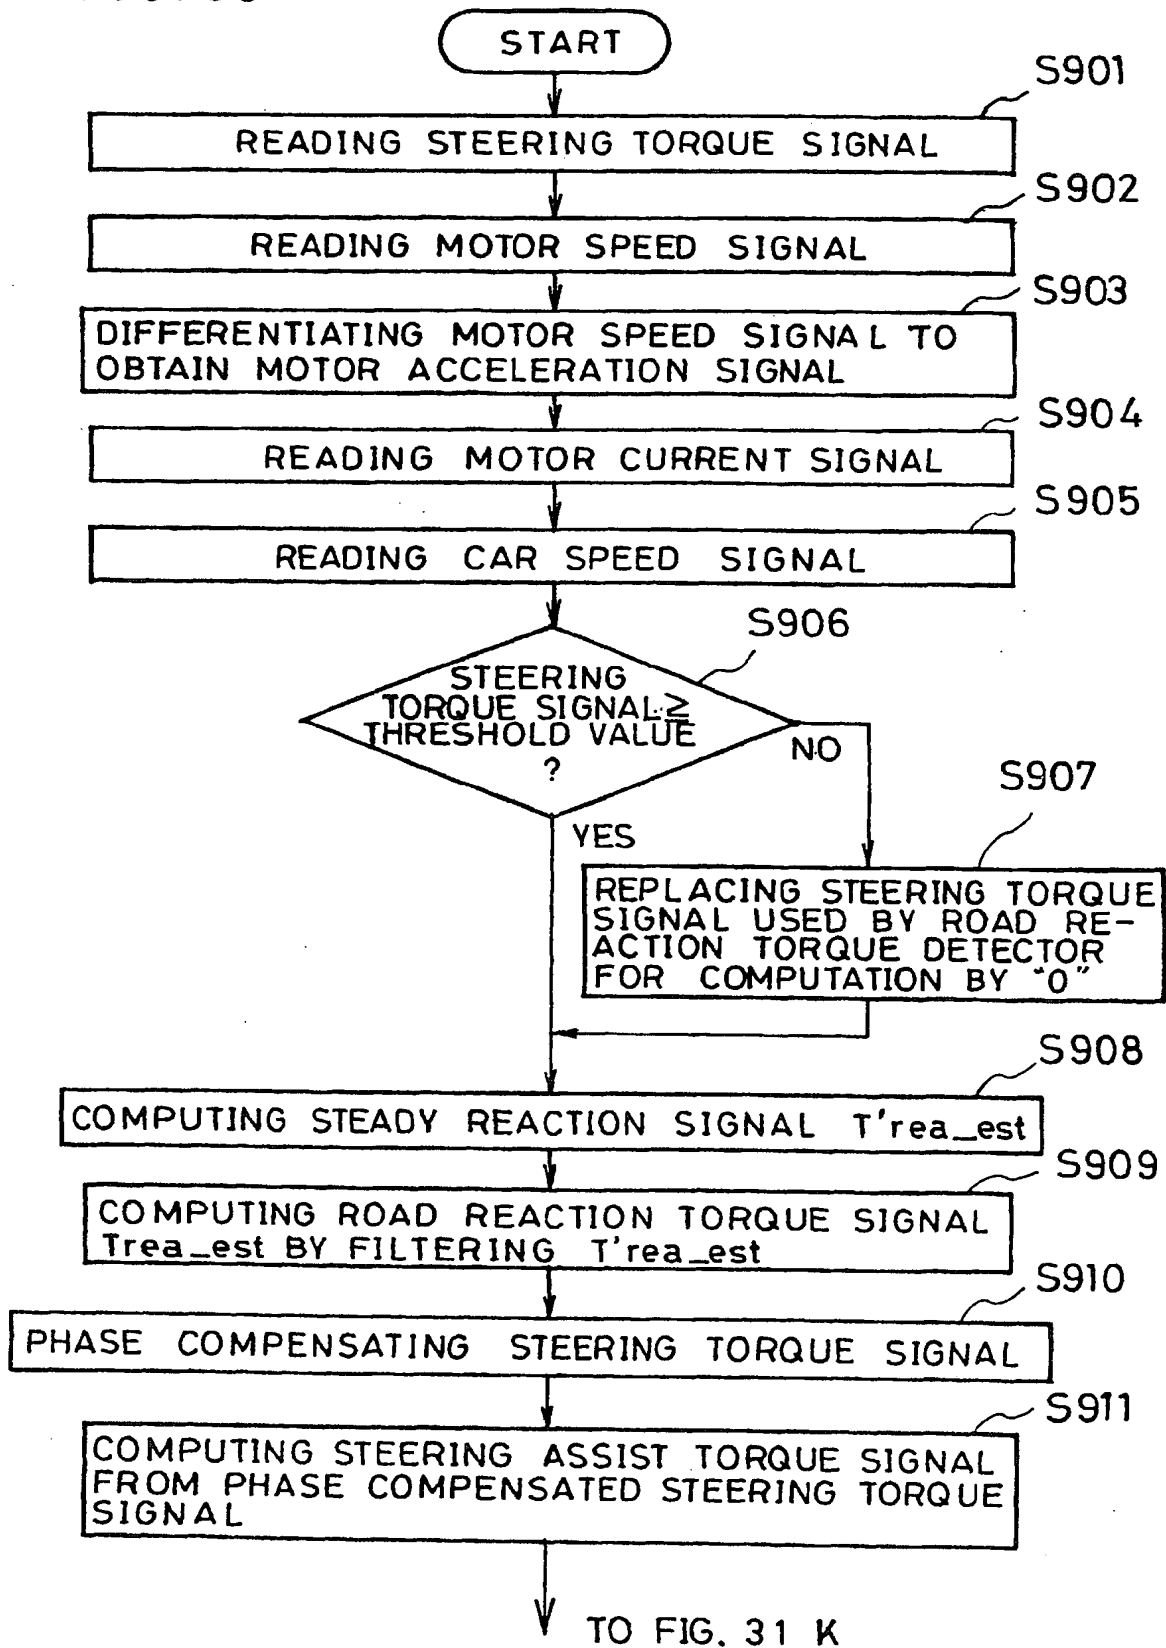 START
S901
READING STEERING TORQUE SIGNAL
S902
READING MOTOR SPEED SIGNAL
S903
DIFFERENTIATING MOTOR SPEED SIGNAL TO
OBTAIN MOTOR ACCELERATION SIGNAL
S904
READING MOTOR CURRENT SIGNAL
S905
READING CAR SPEED SIGNAL
S906
STEERING
TORQUE SIGNAL ≥
THRESHOLD VALUE
?
NO
YES
S907
REPLACING STEERING TORQUE
SIGNAL USED BY ROAD RE-
ACTION TORQUE DETECTOR
FOR COMPUTATION BY "0"
S908
COMPUTING STEADY REACTION SIGNAL T'rea_est
S909
COMPUTING ROAD REACTION TORQUE SIGNAL
Trea_est BY FILTERING T'rea_est
S910
PHASE COMPENSATING STEERING TORQUE SIGNAL
S911
COMPUTING STEERING ASSIST TORQUE SIGNAL
FROM PHASE COMPENSATED STEERING TORQUE
SIGNAL
TO FIG. 31 K